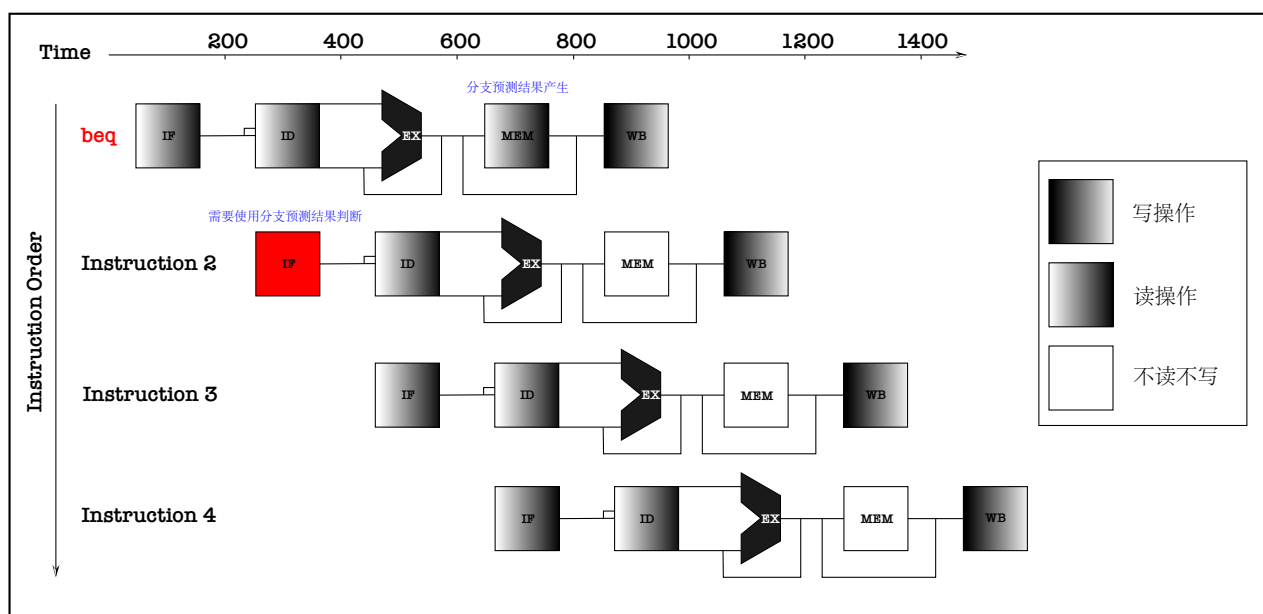 Time 200 400 600 800 1000 1200 1400
分支预测结果产生
beq IF ID EX MEM WB
需要使用分支预测结果判断
Instruction 2 IF ID EX MEM WB
Instruction 3 IF ID EX MEM WB
Instruction 4 IF ID EX MEM WB
Instruction Order
写操作
读操作
不读不写